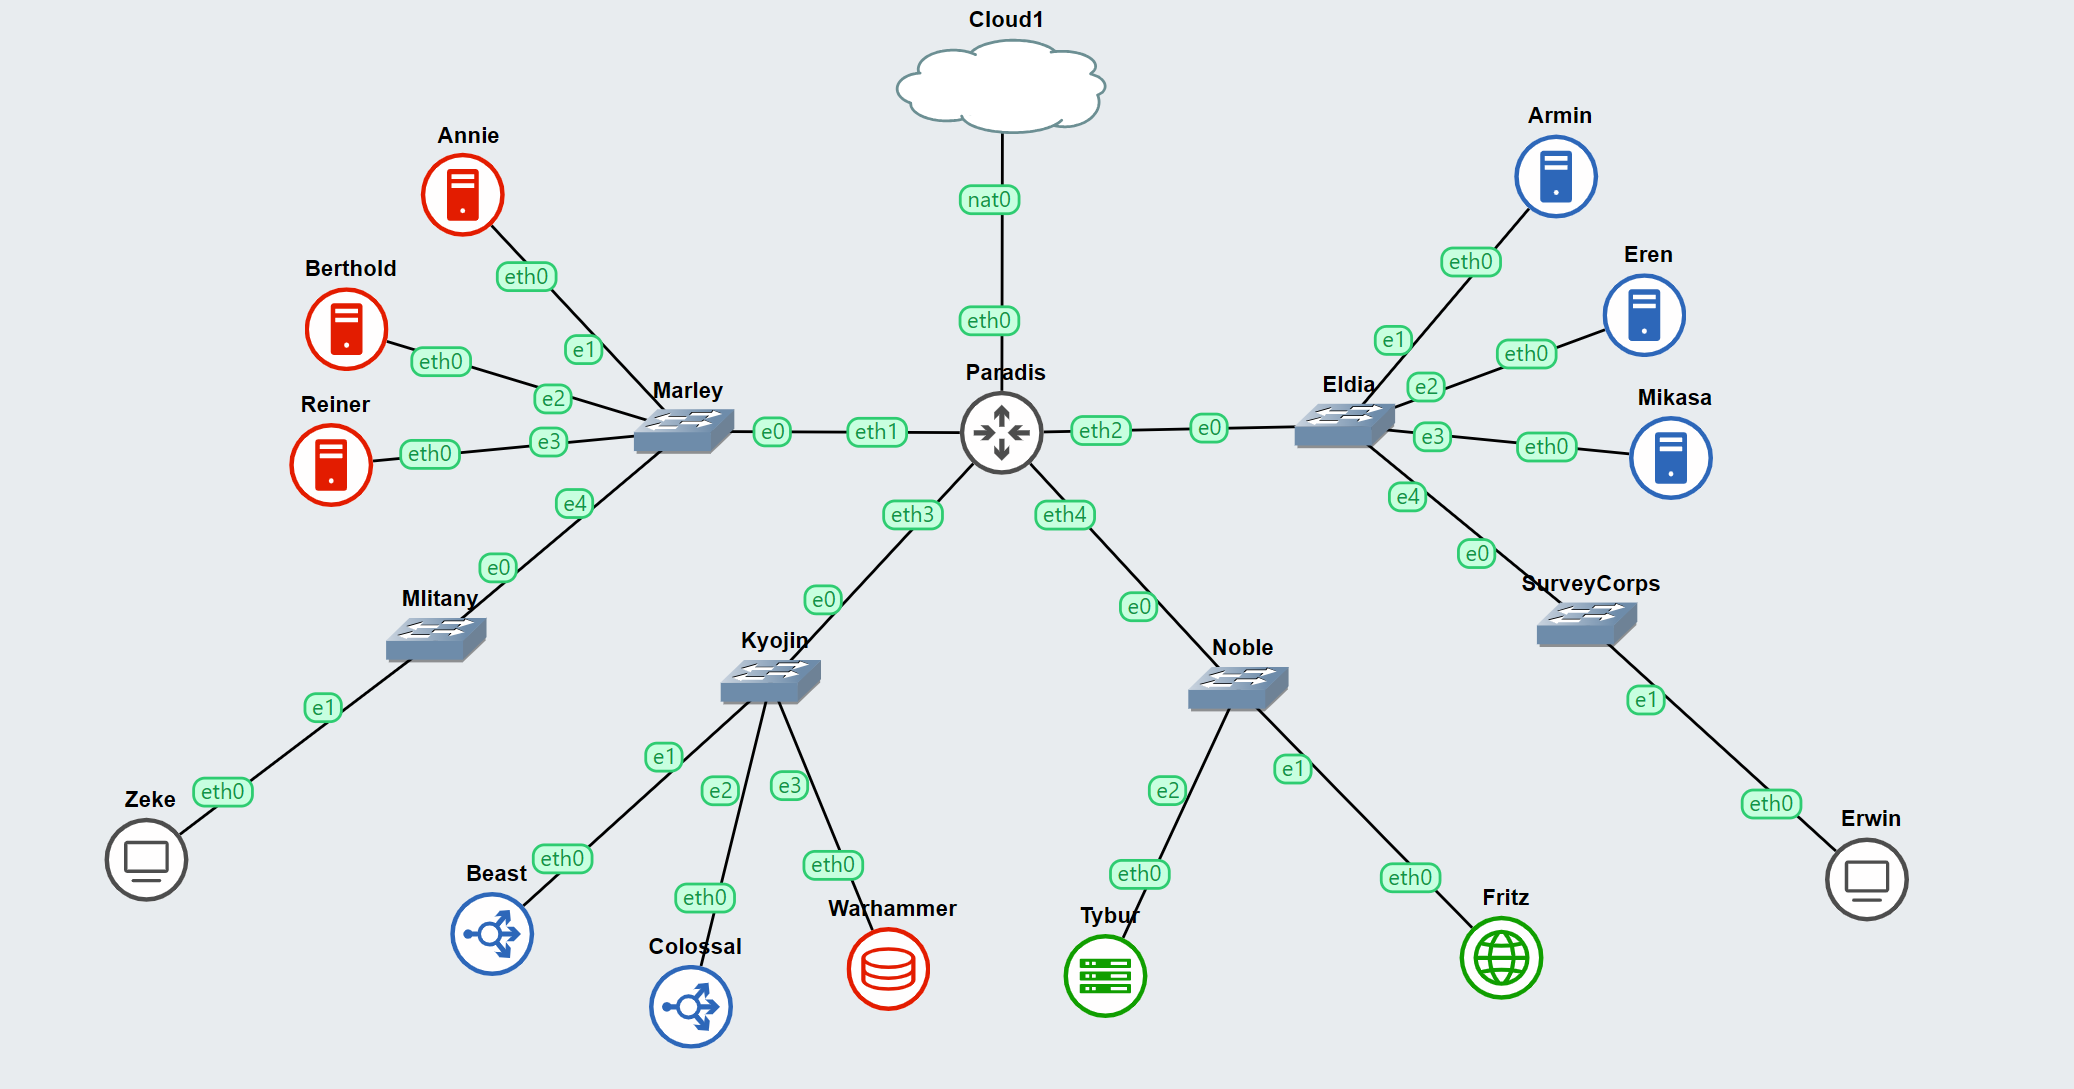 Cloud1
nat0
eth0
Paradis
Annie
eth0
e1
Berthold
eth0
e2
Reiner
eth0
e3
Marley
e0
eth1
e4
e0
MlItany
e1
eth0
Zeke
eth2
e0
Eldia
Armin
eth0
e1
Eren
eth0
e2
Mikasa
eth0
e3
e4
e0
SurveyCorps
e1
eth0
Erwin
eth3
e0
Kyojin
e1
eth0
Beast
e2
eth0
Colossal
e3
eth0
Warhammer
eth4
e0
Noble
e2
eth0
Tybur
e1
eth0
Fritz